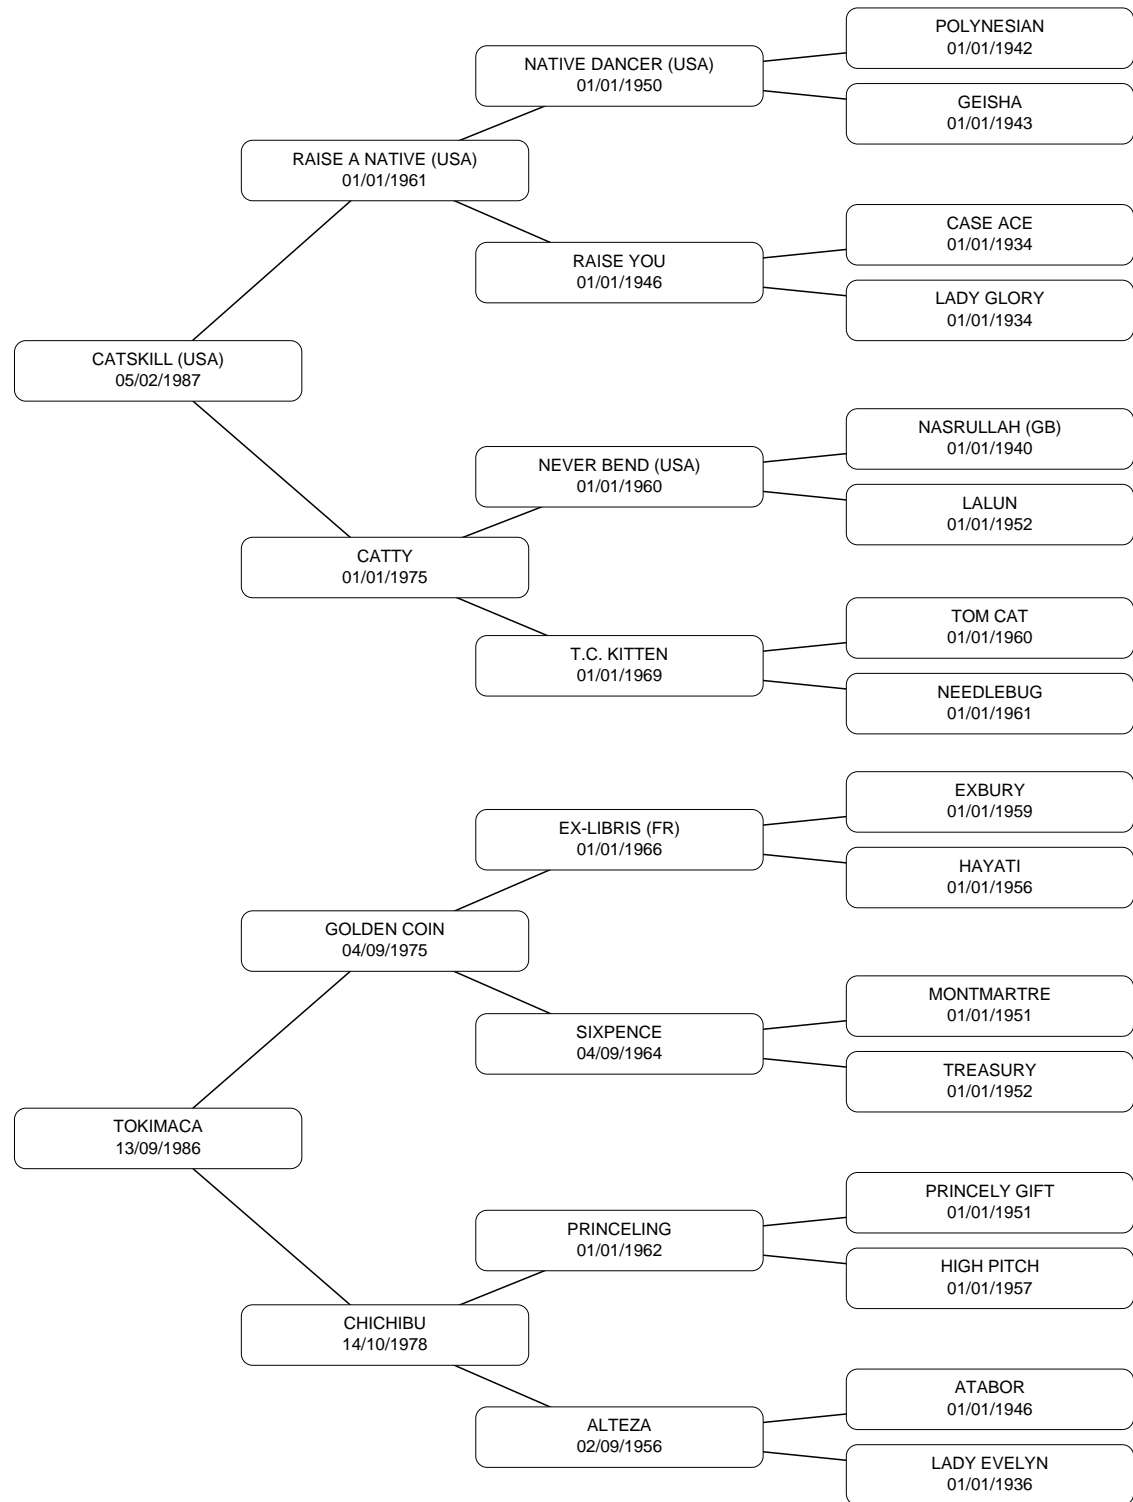 POLYNESIAN
01/01/1942
NATIVE DANCER (USA)
01/01/1950
GEISHA
01/01/1943
RAISE A NATIVE (USA)
01/01/1961
CASE ACE
01/01/1934
RAISE YOU
01/01/1946
LADY GLORY
01/01/1934
CATSKILL (USA)
05/02/1987
NASRULLAH (GB)
01/01/1940
NEVER BEND (USA)
01/01/1960
LALUN
01/01/1952
CATTY
01/01/1975
TOM CAT
01/01/1960
T.C. KITTEN
01/01/1969
NEEDLEBUG
01/01/1961
EXBURY
01/01/1959
EX-LIBRIS (FR)
01/01/1966
HAYATI
01/01/1956
GOLDEN COIN
04/09/1975
MONTMARTRE
01/01/1951
SIXPENCE
04/09/1964
TREASURY
01/01/1952
TOKIMACA
13/09/1986
PRINCELY GIFT
01/01/1951
PRINCELING
01/01/1962
HIGH PITCH
01/01/1957
CHICHIBU
14/10/1978
ATABOR
01/01/1946
ALTEZA
02/09/1956
LADY EVELYN
01/01/1936